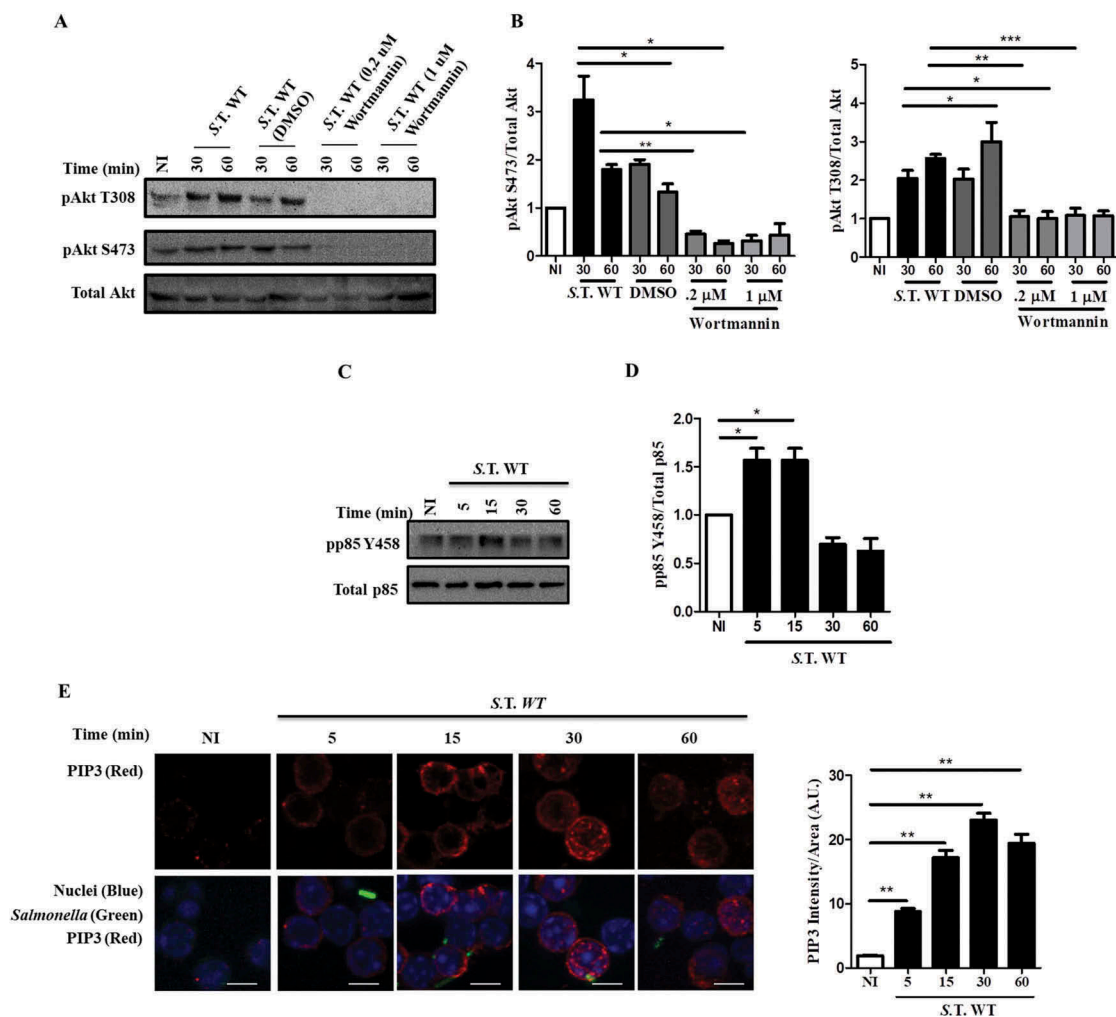 A
S.T. WT
S.T. WT
(DMSO)
S.T. WT (0,2 uM
Wortmannin)
S.T. WT (1 uM
Wortmannin)
Time (min) NI 30 60 30 60 30 60 30 60
pAkt T308
pAkt S473
Total Akt
B
pAkt S473/Total Akt
5
4
3
2
1
0
*
*
*
**
NI 30 60 30 60 30 60 30 60
S.T. WT DMSO .2 μM 1 μM
Wortmannin
pAkt T308/Total Akt
5
4
3
2
1
0
***
**
*
*
NI 30 60 30 60 30 60 30 60
S.T. WT DMSO .2 μM 1 μM
Wortmannin
C
S.T. WT
Time (min) NI 5 15 30 60
pp85 Y458
Total p85
D
pp85 Y458/Total p85
2.0
1.5
1.0
0.5
0.0
*
*
NI 5 15 30 60
S.T. WT
E
S.T. WT
Time (min) NI 5 15 30 60
PIP3 (Red)
Nuclei (Blue)
Salmonella (Green)
PIP3 (Red)
PIP3 Intensity/Area (A.U.)
30
20
10
0
**
**
**
**
NI 5 15 30 60
S.T. WT